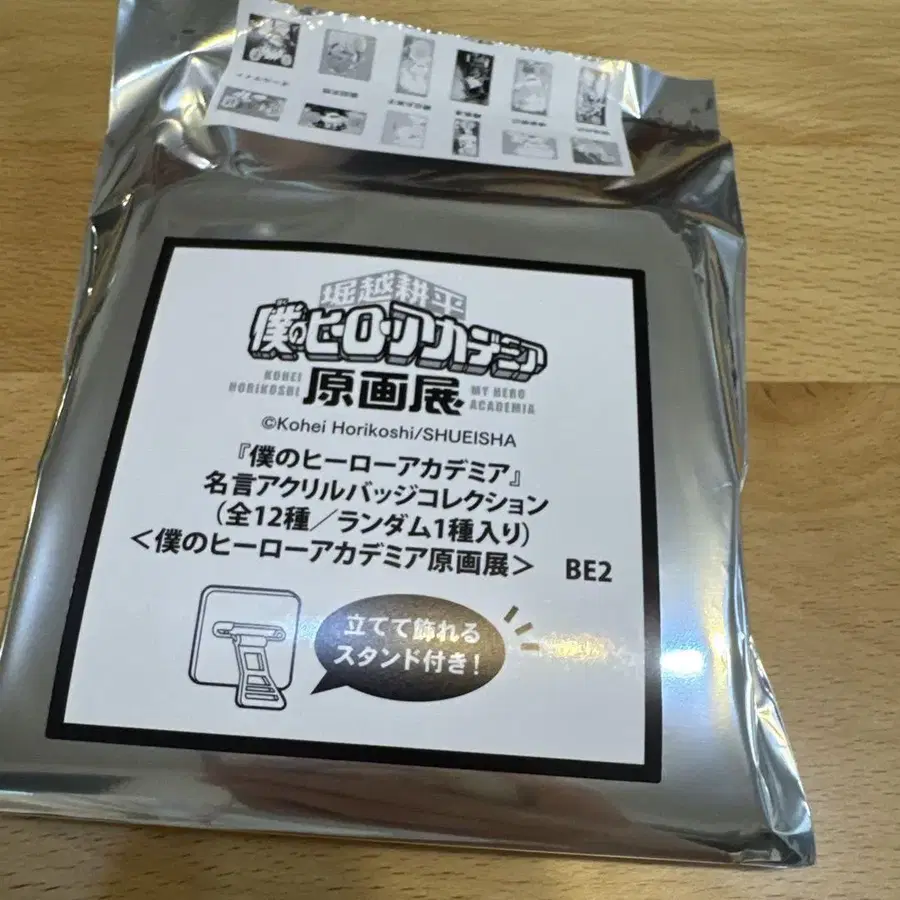 堀越耕平
僕のヒーローアカデミア
KOHEI HORIKOSHI
原画展
MY HERO ACADEMIA
©Kohei Horikoshi/SHUEISHA
『僕のヒーローアカデミア』
名言アクリルバッジコレクション
(全12種/ランダム1種入り)
<僕のヒーローアカデミア原画展> BE2
立てて飾れる
スタンド付き!